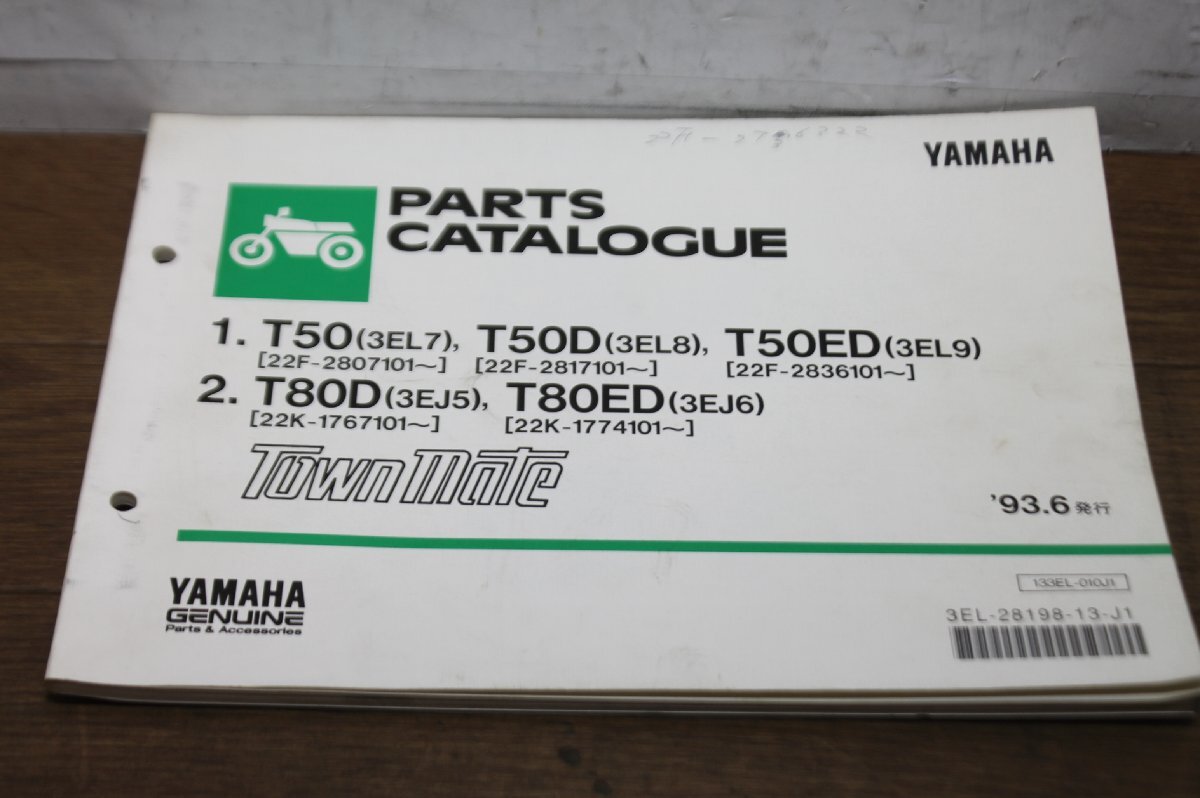 YAMAHA
PARTS
CATALOGUE
1. T50 (3EL7), T50D (3EL8), T50ED (3EL9)
[22F-2807101～] [22F-2817101～] [22F-2836101～]
2. T80D (3EJ5), T80ED (3EJ6)
[22K-1767101～] [22K-1774101～]
Town Mate
'93.6 発行
133EL-010J1
3EL-28198-13-J1
YAMAHA
GENUINE
Parts & Accessories